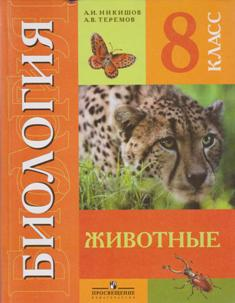 А.И. НИКИШОВ
А.В. ТЕРЕМОВ
8
КЛАСС
БИОЛОГИЯ
ЖИВОТНЫЕ
ПРОСВЕЩЕНИЕ